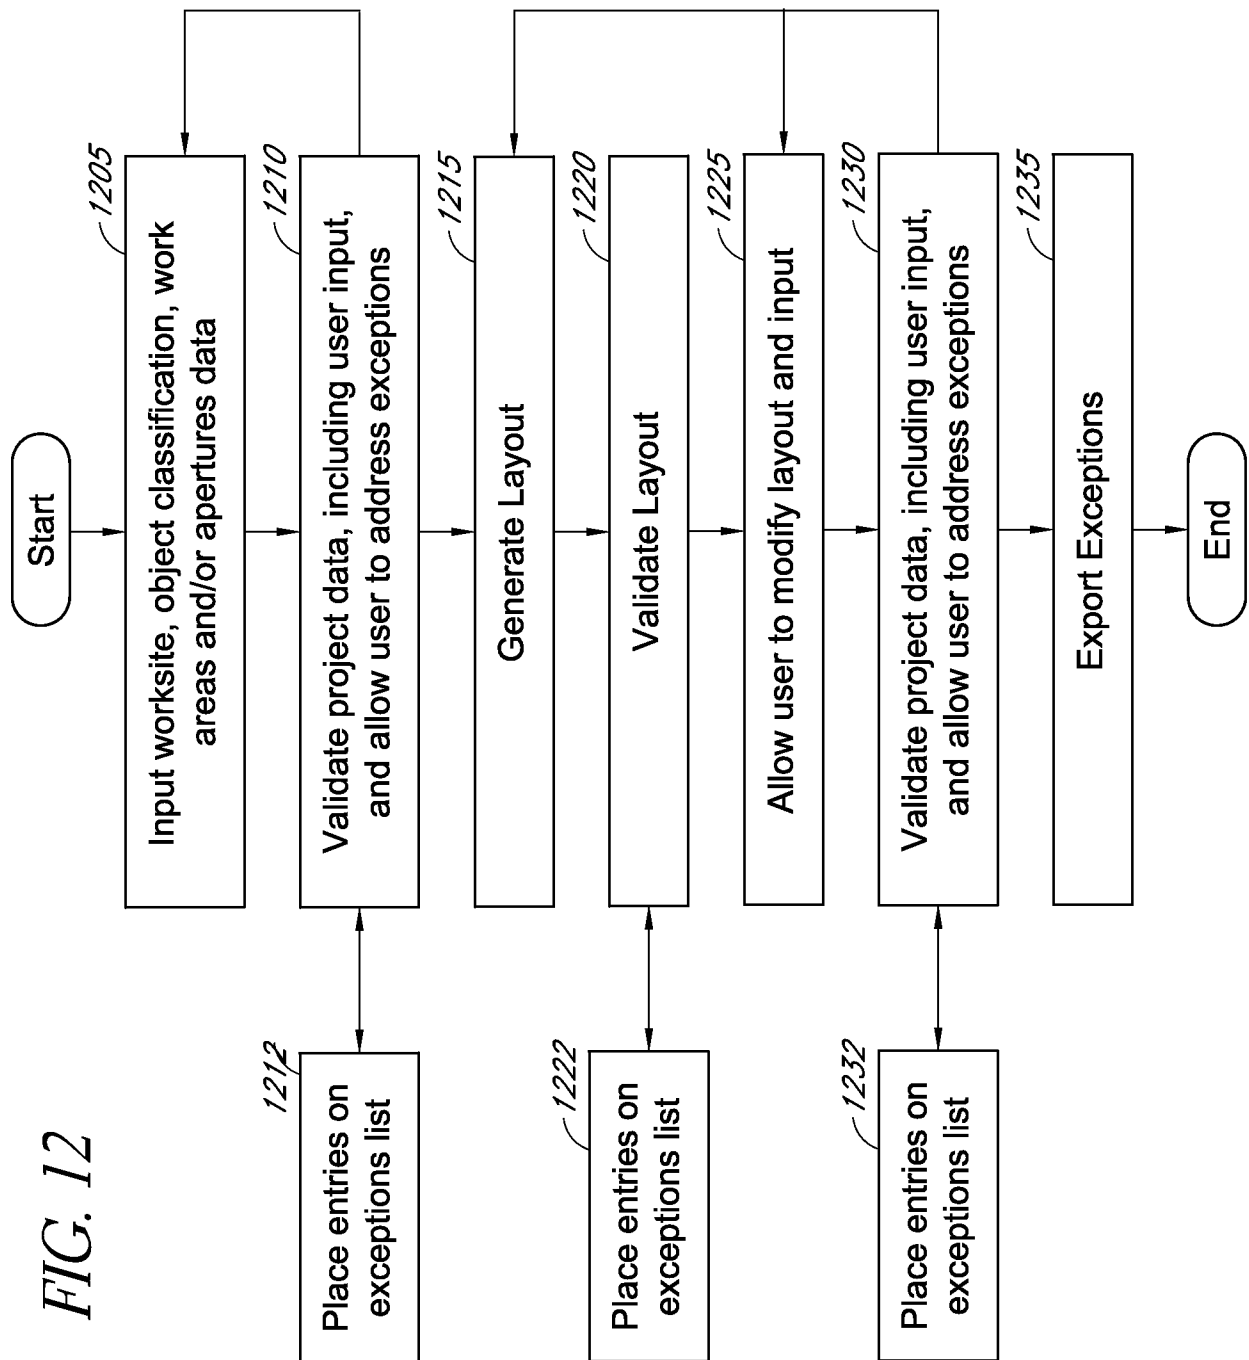 FIG. 12
Start
1205
Input worksite, object classification, work
areas and/or apertures data
1210
Validate project data, including user input,
and allow user to address exceptions
1212
Place entries on
exceptions list
1215
Generate Layout
1220
Validate Layout
1222
Place entries on
exceptions list
1225
Allow user to modify layout and input
1230
Validate project data, including user input,
and allow user to address exceptions
1232
Place entries on
exceptions list
1235
Export Exceptions
End